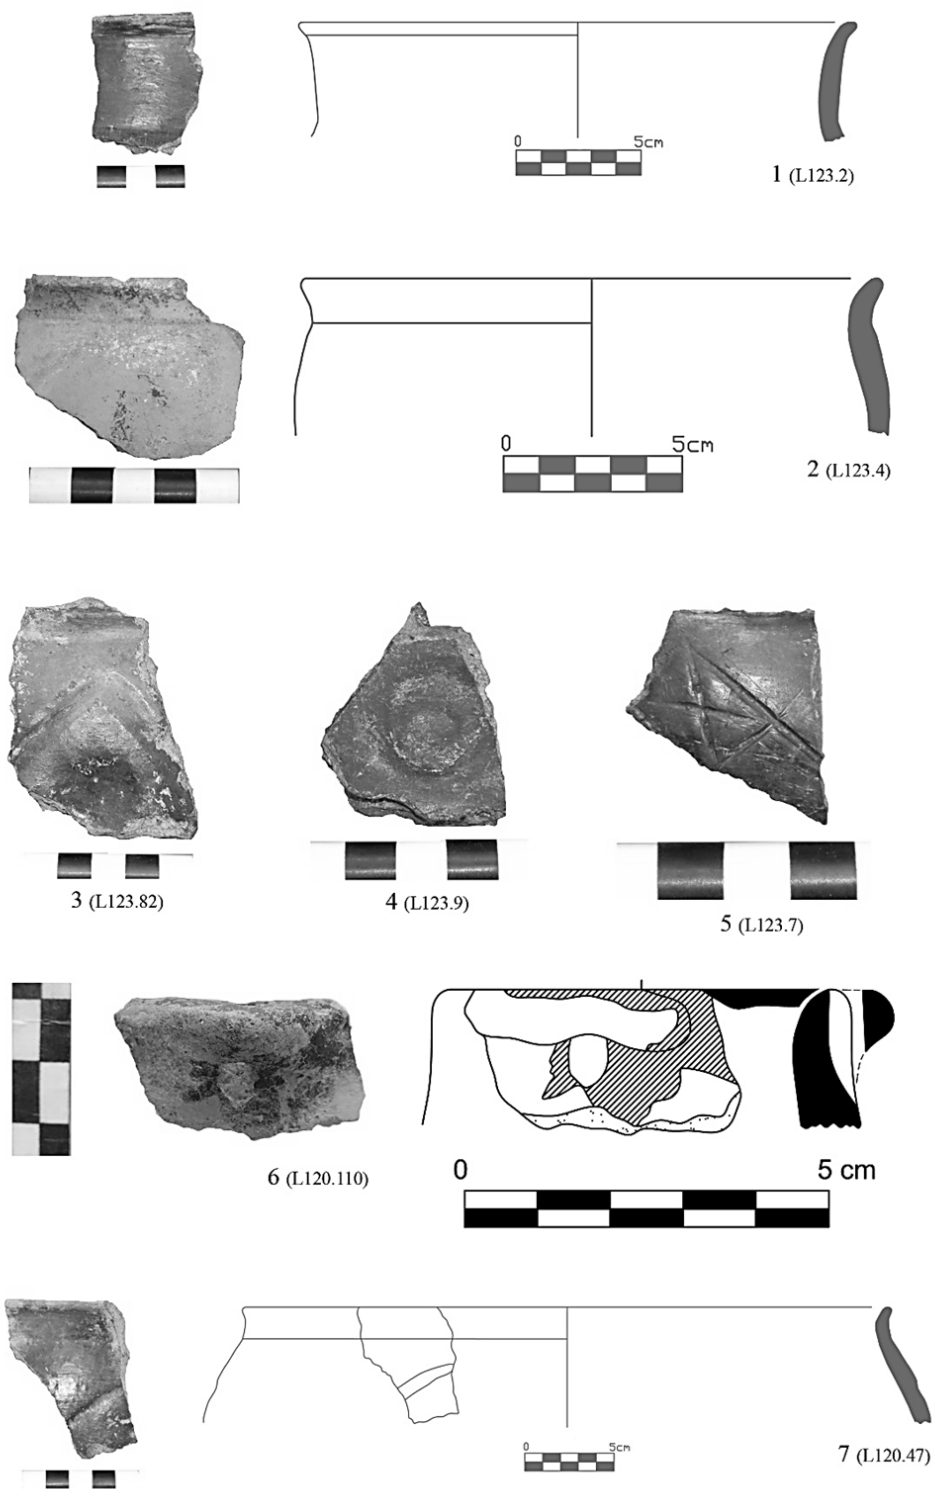 0 5cm
1 (L123.2)
0 5cm
2 (L123.4)
3 (L123.82)
4 (L123.9)
5 (L123.7)
6 (L120.110)
0 5 cm
0 5cm
7 (L120.47)